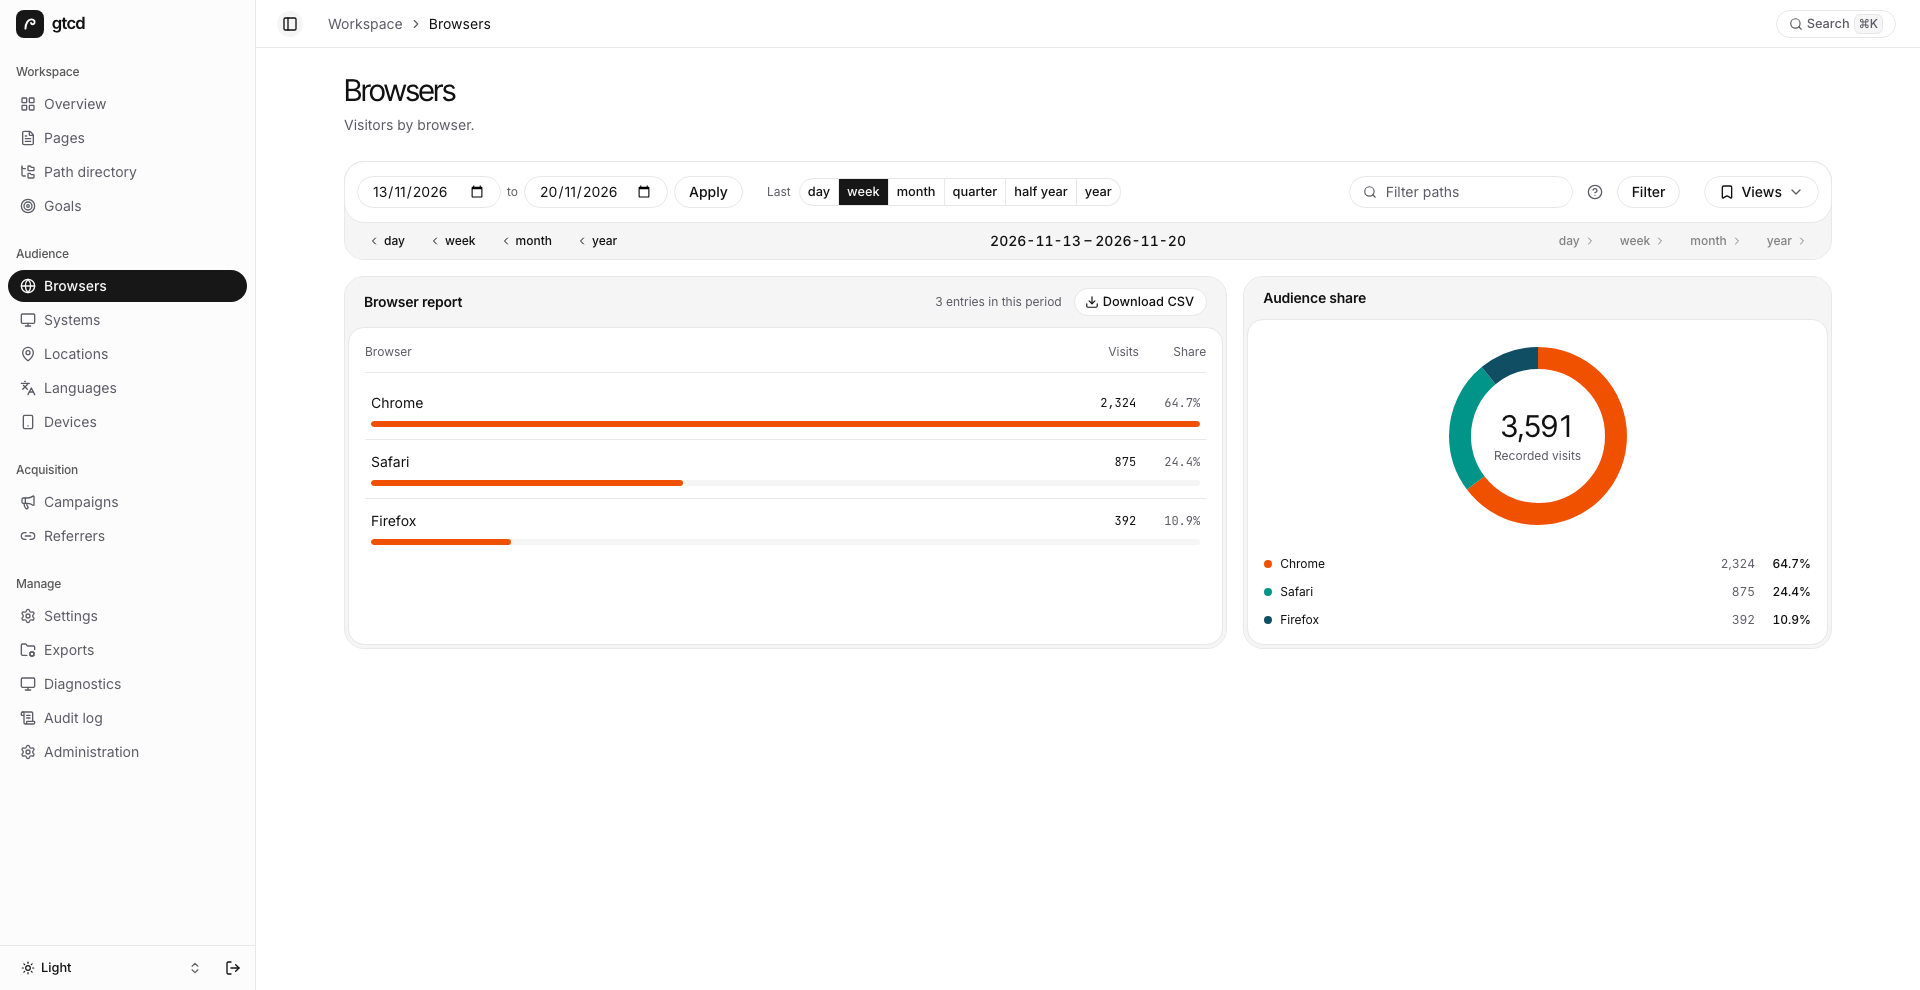 gtcd
Workspace
Overview
Pages
Path directory
Goals
Audience
Browsers
Systems
Locations
Languages
Devices
Acquisition
Campaigns
Referrers
Manage
Settings
Exports
Diagnostics
Audit log
Administration
Light
Workspace > Browsers
Search ⌘K
Browsers
Visitors by browser.
13/11/2026 to 20/11/2026 Apply Last day week month quarter half year year Filter paths Filter Views
day week month year 2026-11-13 – 2026-11-20 day week month year
Browser report 3 entries in this period Download CSV
Browser Visits Share
Chrome 2,324 64.7%
Safari 875 24.4%
Firefox 392 10.9%
Audience share
3,591
Recorded visits
Chrome 2,324 64.7%
Safari 875 24.4%
Firefox 392 10.9%